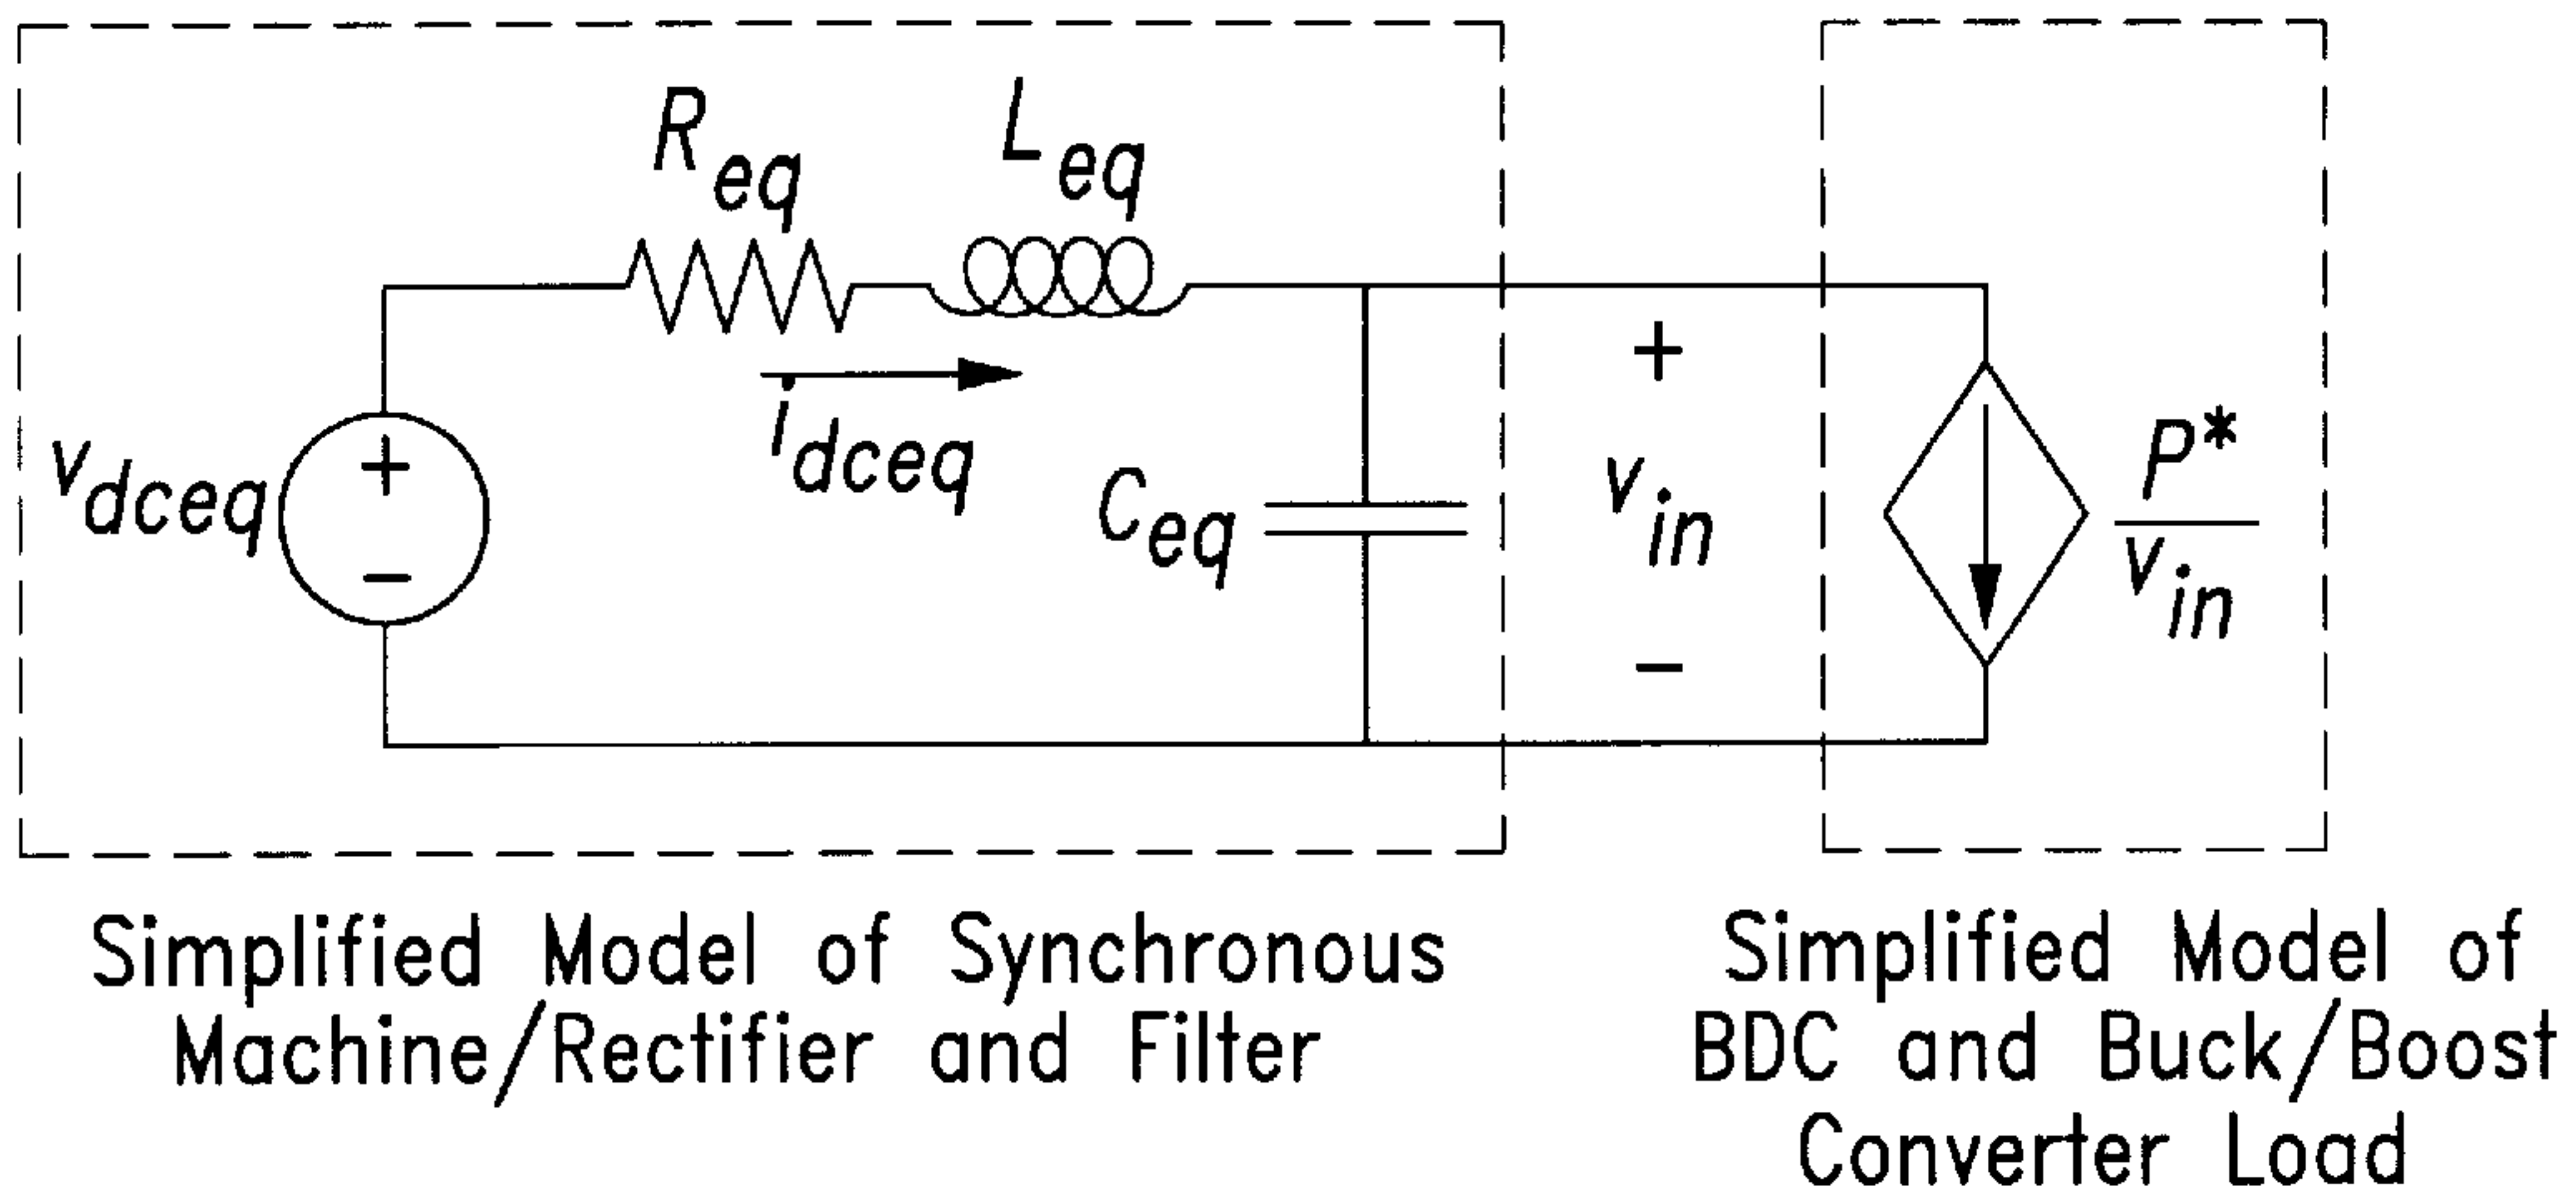 R_eq
L_eq
i_dceq
v_dceq
+
−
C_eq
+
v_in
−
P*
v_in
Simplified Model of Synchronous
Machine/Rectifier and Filter
Simplified Model of
BDC and Buck/Boost
Converter Load